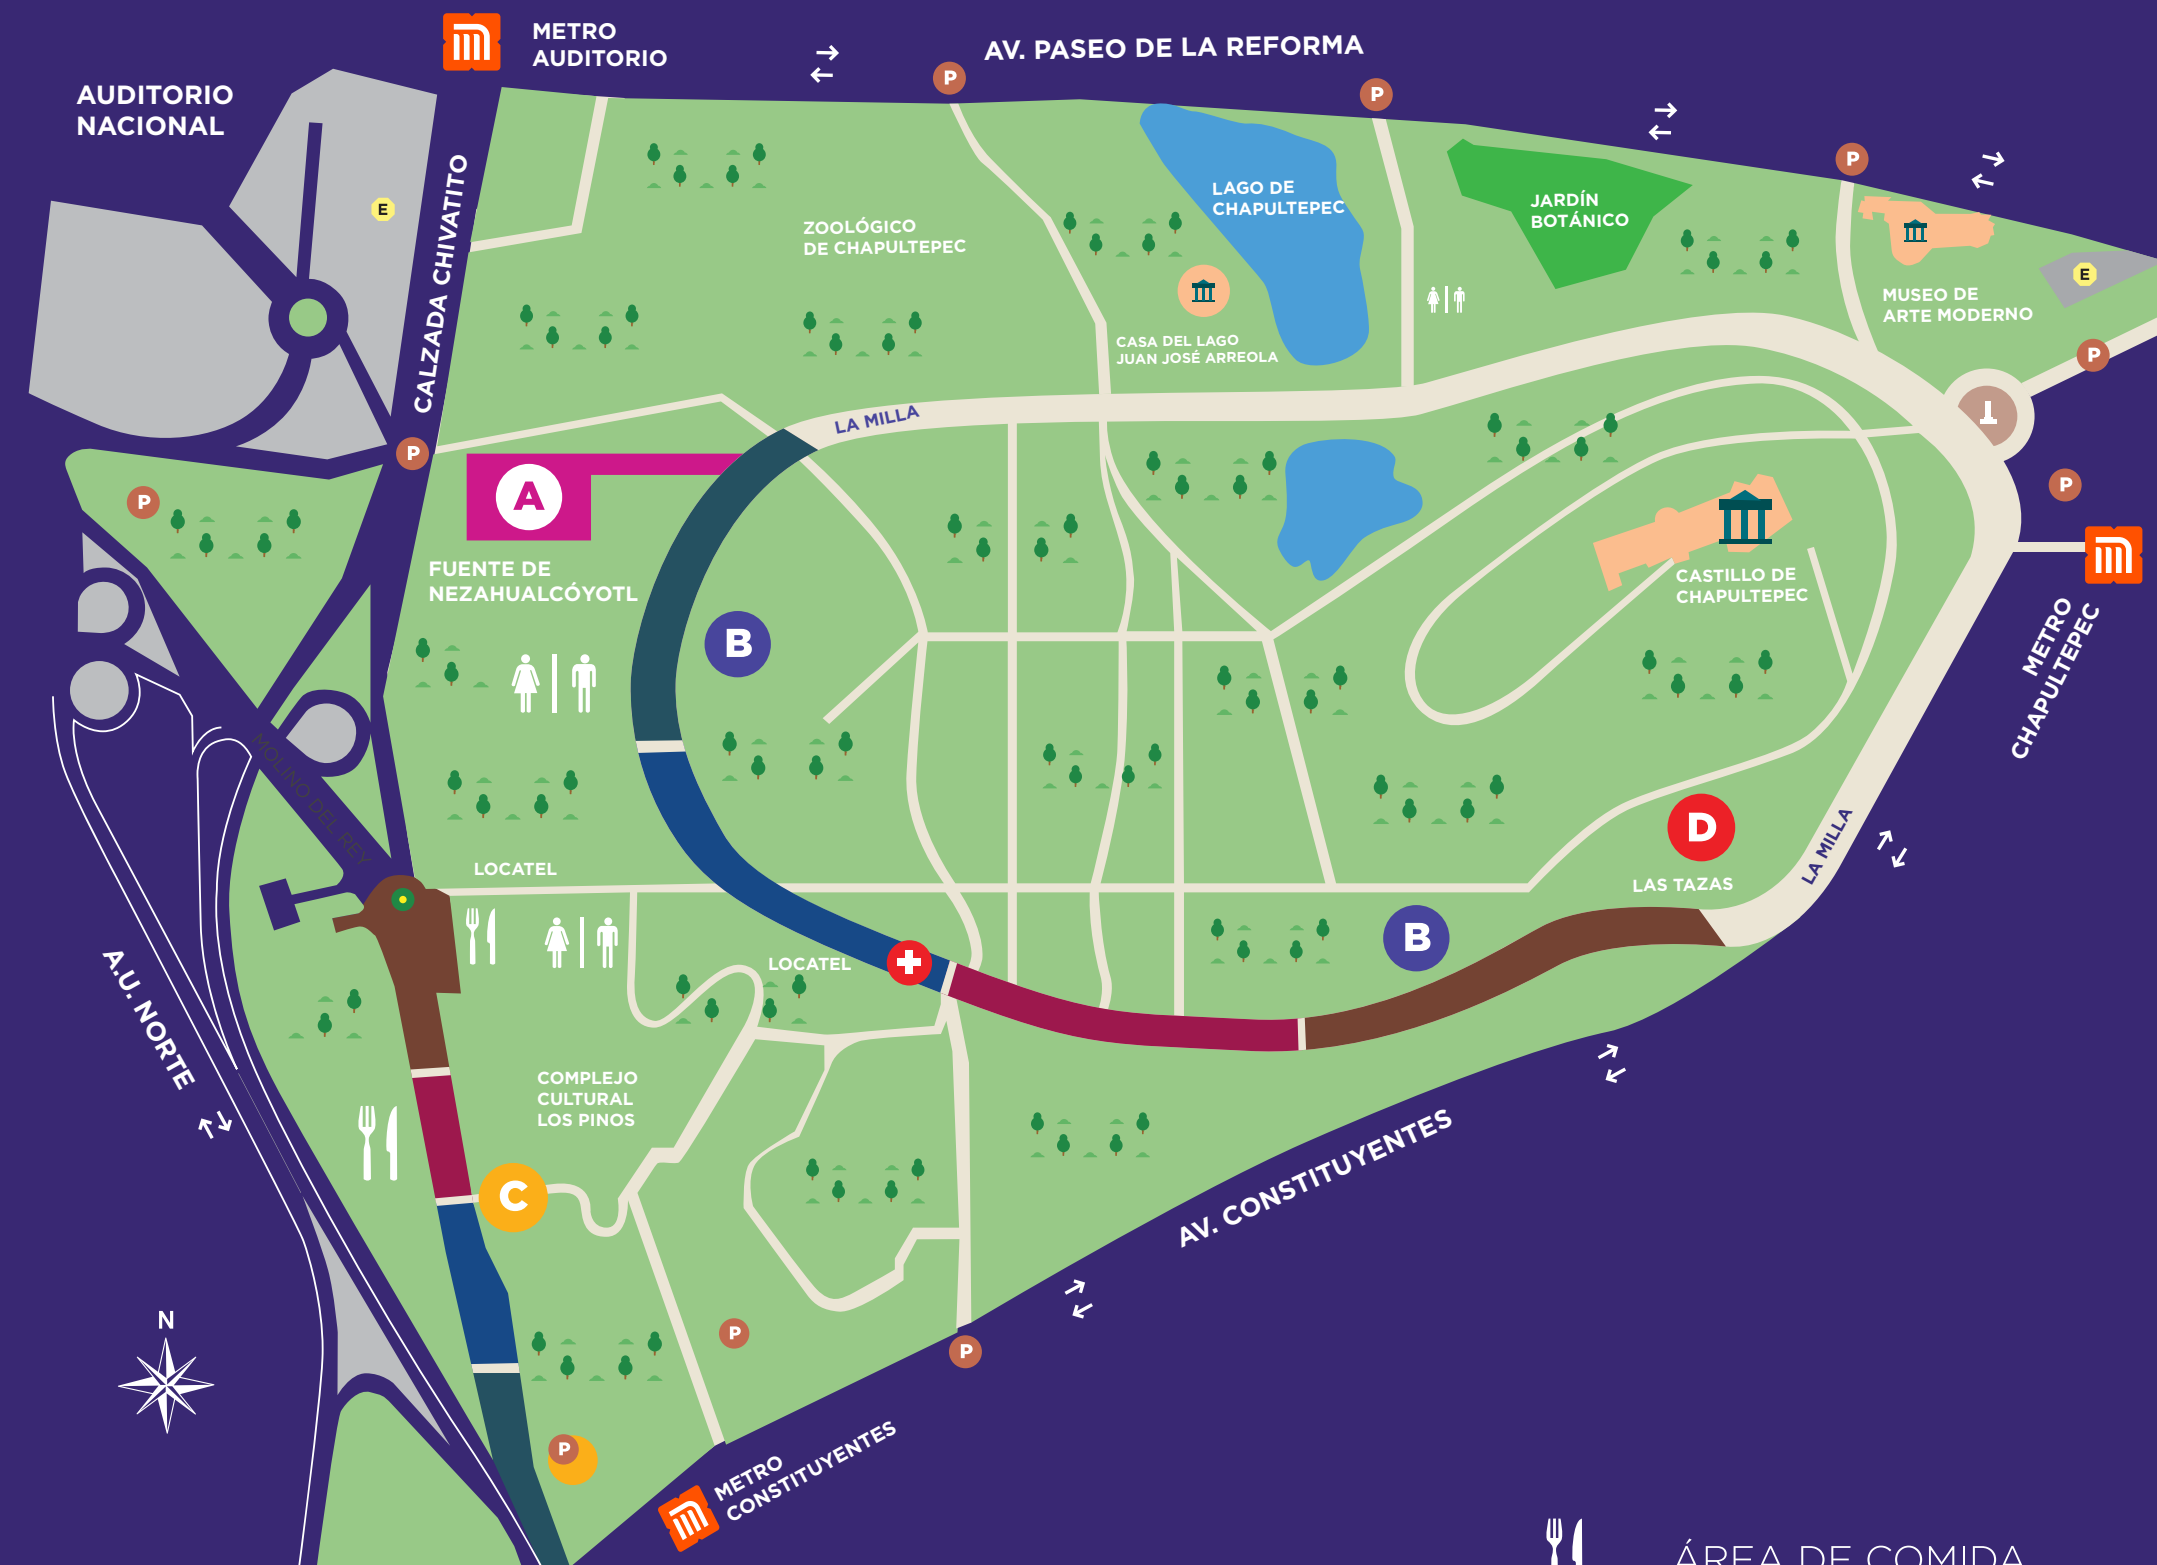 METRO
AUDITORIO
AV. PASEO DE LA REFORMA
P
P
AUDITORIO
NACIONAL
E
CALZADA CHIVATITO
P
ZOOLÓGICO
DE CHAPULTEPEC
LAGO DE
CHAPULTEPEC
JARDÍN
BOTÁNICO
CASA DEL LAGO
JUAN JOSÉ ARREOLA
MUSEO DE
ARTE MODERNO
E
P
LA MILLA
P
P
A
P
P
FUENTE DE
NEZAHUALCÓYOTL
B
CASTILLO DE
CHAPULTEPEC
METRO
CHAPULTEPEC
MOLINO DEL REY
D
LAS TAZAS
LA MILLA
LOCATEL
B
LOCATEL
A.U. NORTE
COMPLEJO
CULTURAL
LOS PINOS
C
AV. CONSTITUYENTES
N
P
P
P
METRO
CONSTITUYENTES
ÁREA DE COMIDA